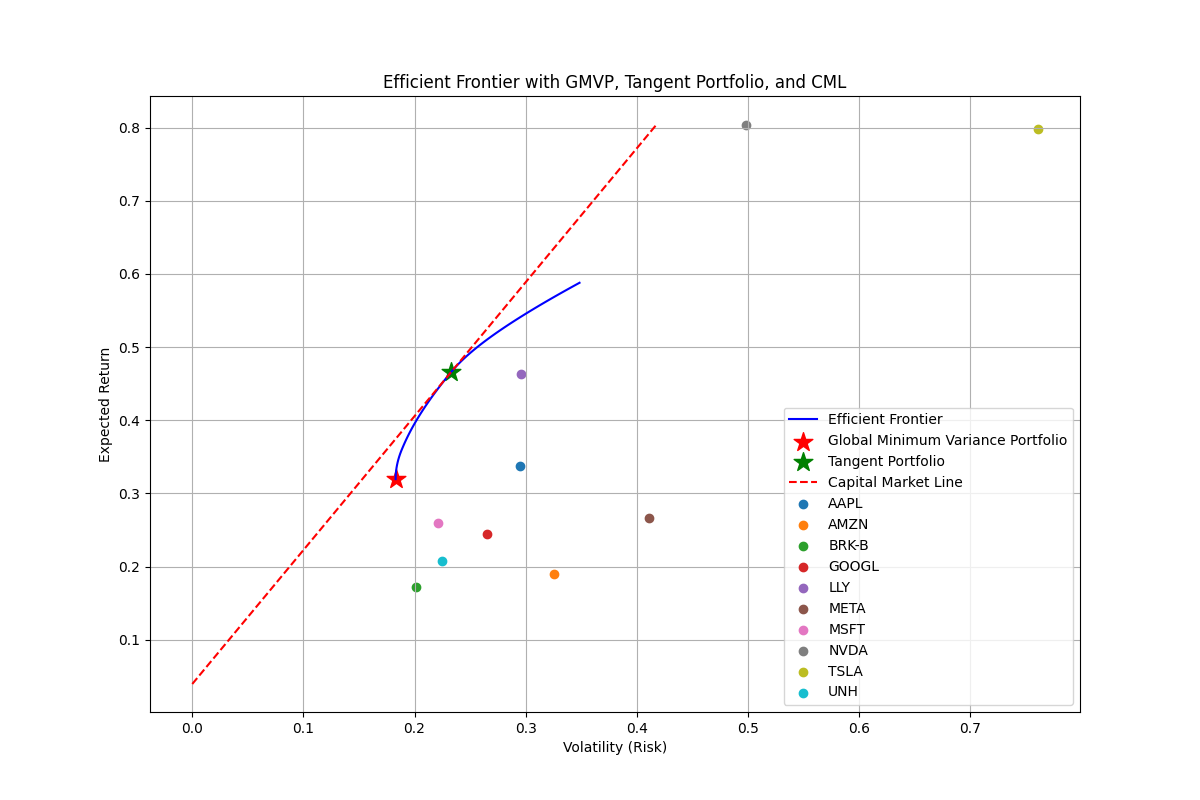 Efficient Frontier with GMVP, Tangent Portfolio, and CML
Expected Return
0.8
0.7
0.6
0.5
0.4
0.3
0.2
0.1
Efficient Frontier
Global Minimum Variance Portfolio
Tangent Portfolio
Capital Market Line
AAPL
AMZN
BRK-B
GOOGL
LLY
META
MSFT
NVDA
TSLA
UNH
0.0 0.1 0.2 0.3 0.4 0.5 0.6 0.7
Volatility (Risk)